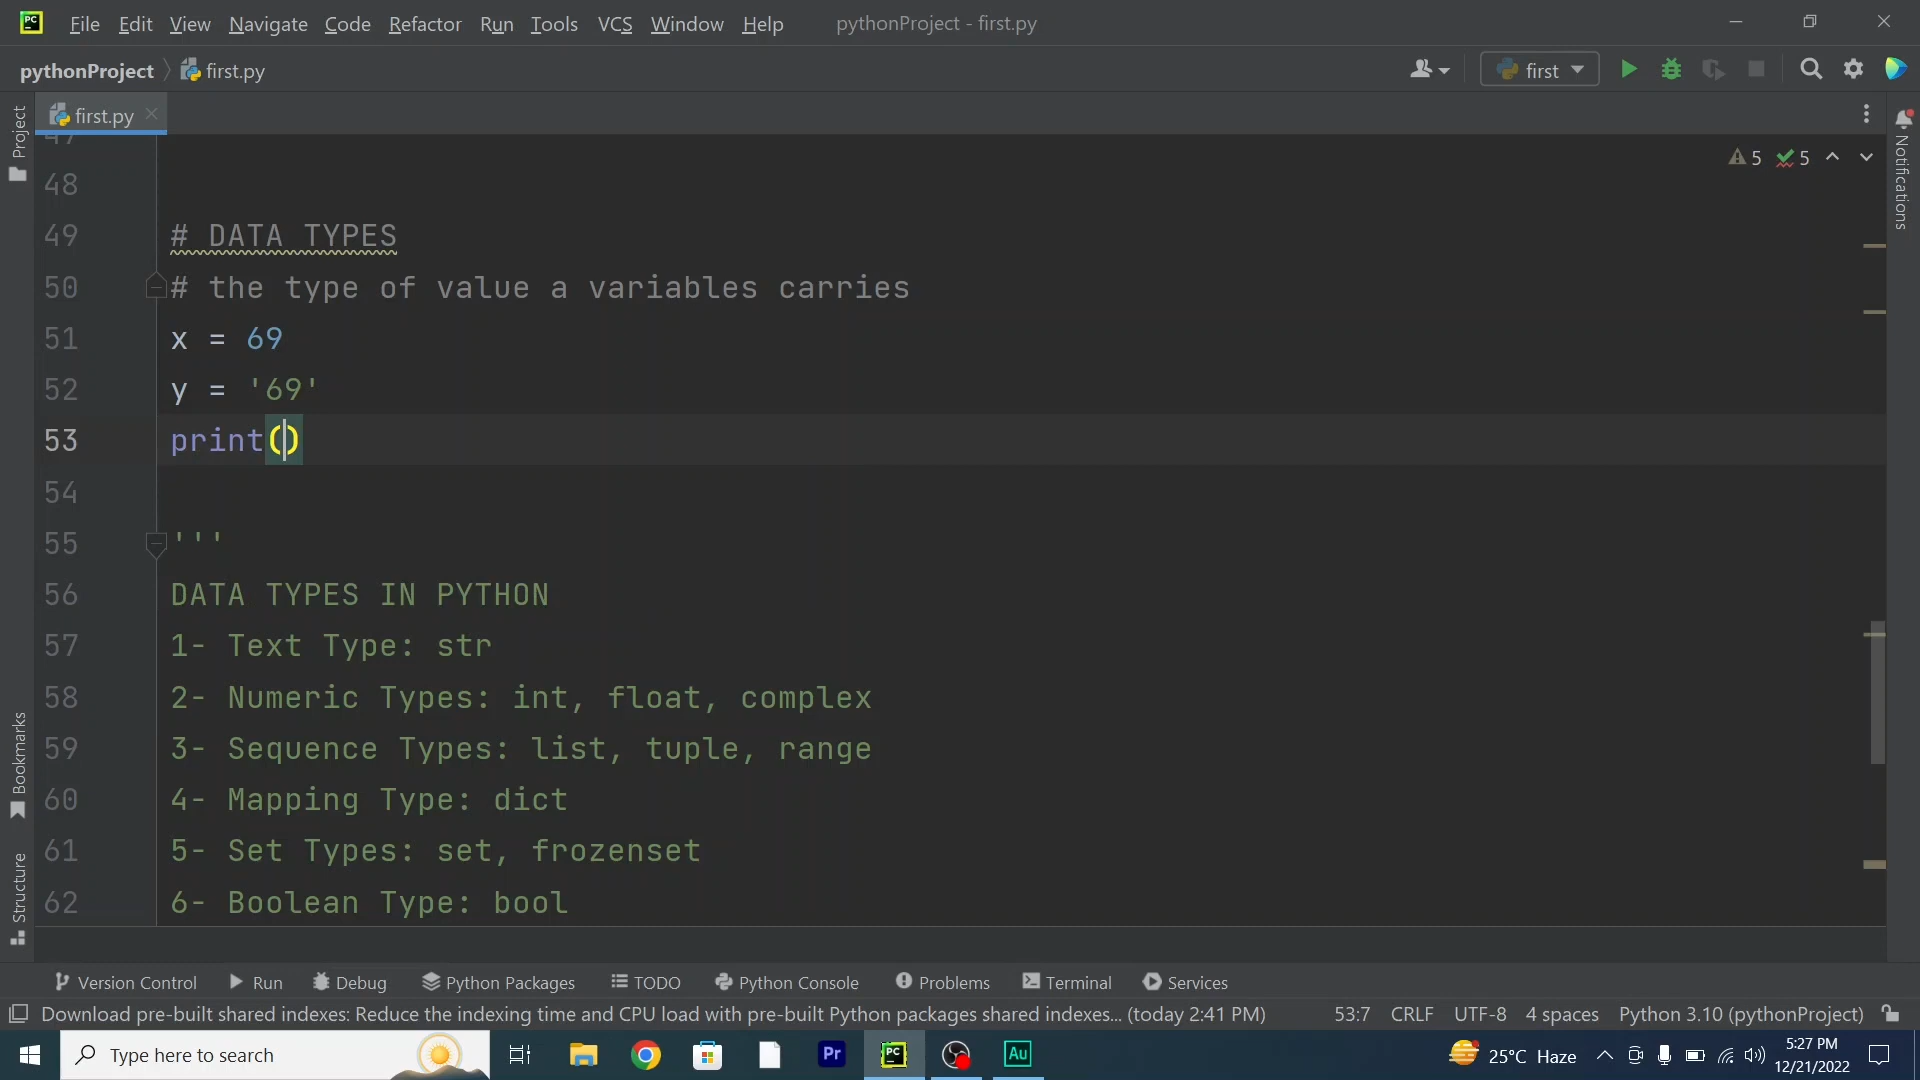 PC File Edit View Navigate Code Refactor Run Tools VCS Window Help pythonProject - first.py
pythonProject first.py first
first.py
Project
Notifications
5 5
47
48
49 # DATA TYPES
50 # the type of value a variables carries
51 x = 69
52 y = '69'
53 print()
54
55 '''
56 DATA TYPES IN PYTHON
57 1- Text Type: str
58 2- Numeric Types: int, float, complex
59 3- Sequence Types: list, tuple, range
60 4- Mapping Type: dict
61 5- Set Types: set, frozenset
62 6- Boolean Type: bool
Bookmarks
Structure
Version Control Run Debug Python Packages TODO Python Console Problems Terminal Services
Download pre-built shared indexes: Reduce the indexing time and CPU load with pre-built Python packages shared indexes... (today 2:41 PM) 53:7 CRLF UTF-8 4 spaces Python 3.10 (pythonProject)
Type here to search Pr PC Au 25°C Haze 5:27 PM
12/21/2022